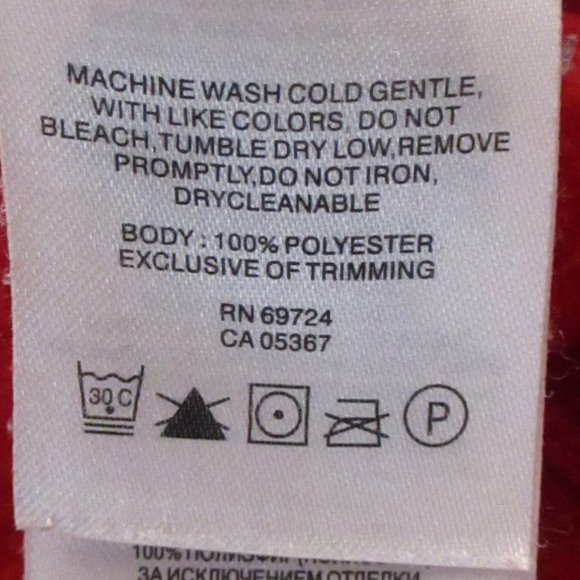 MACHINE WASH COLD GENTLE,
WITH LIKE COLORS, DO NOT
BLEACH,TUMBLE DRY LOW,REMOVE
PROMPTLY,DO NOT IRON,
DRYCLEANABLE
BODY : 100% POLYESTER
EXCLUSIVE OF TRIMMING
RN 69724
CA 05367
30 C
P
100%
ЗА ИСКЛЮЧЕНИЕМ ОТДЕЛКИ